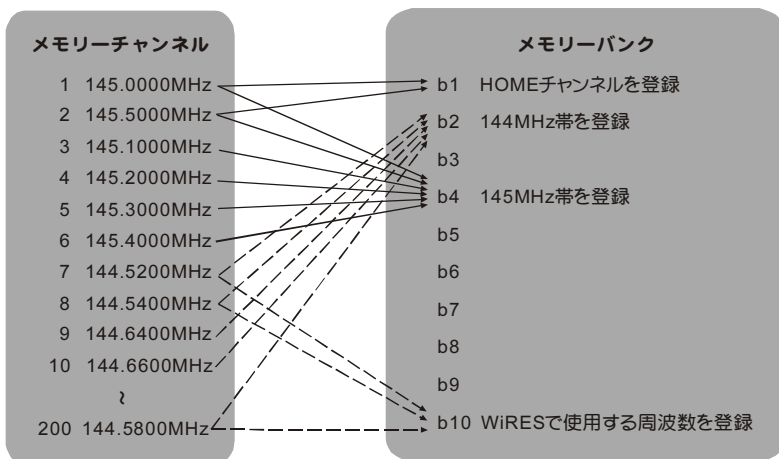 メモリーチャンネル
1 145.0000MHz
2 145.5000MHz
3 145.1000MHz
4 145.2000MHz
5 145.3000MHz
6 145.4000MHz
7 144.5200MHz
8 144.5400MHz
9 144.6400MHz
10 144.6600MHz
~
200 144.5800MHz
メモリーバンク
b1 HOMEチャンネルを登録
b2 144MHz帯を登録
b3
b4 145MHz帯を登録
b5
b6
b7
b8
b9
b10 WiRESで使用する周波数を登録